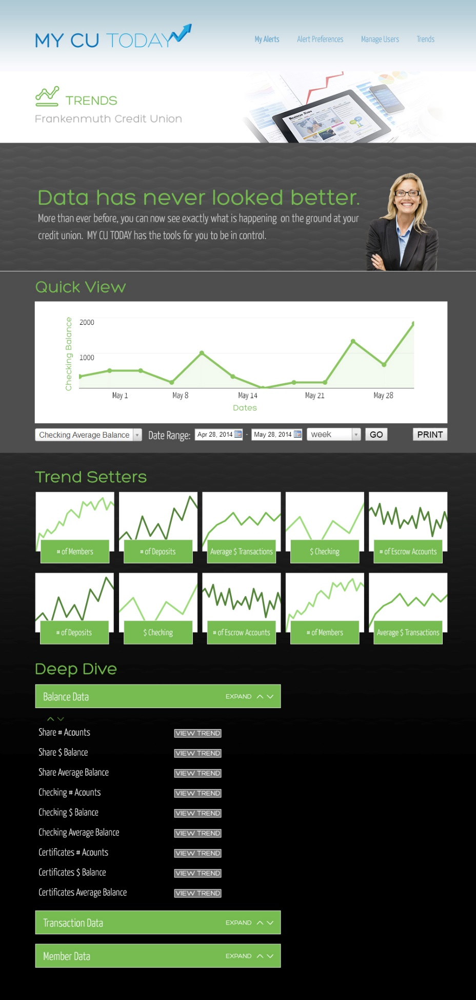 MY CU TODAY
My Alerts
Alert Preferences
Manage Users
Trends
TRENDS
Frankenmuth Credit Union
Business News
Data has never looked better.
More than ever before, you can now see exactly what is happening on the ground at your
credit union. MY CU TODAY has the tools for you to be in control.
Quick View
Checking Balance
2000
1000
May 1
May 8
May 14
May 21
May 28
Dates
Checking Average Balance
Date Range:
Apr 28, 2014
-
May 28, 2014
week
GO
PRINT
Trend Setters
# of Members
# of Deposits
Average $ Transactions
$ Checking
# of Escrow Accounts
# of Deposits
$ Checking
# of Escrow Accounts
# of Members
Average $ Transactions
Deep Dive
Balance Data
EXPAND
Share # Acounts
VIEW TREND
Share $ Balance
VIEW TREND
Share Average Balance
VIEW TREND
Checking # Acounts
VIEW TREND
Checking $ Balance
VIEW TREND
Checking Average Balance
VIEW TREND
Certificates # Acounts
VIEW TREND
Certificates $ Balance
VIEW TREND
Certificates Average Balance
VIEW TREND
Transaction Data
EXPAND
Member Data
EXPAND